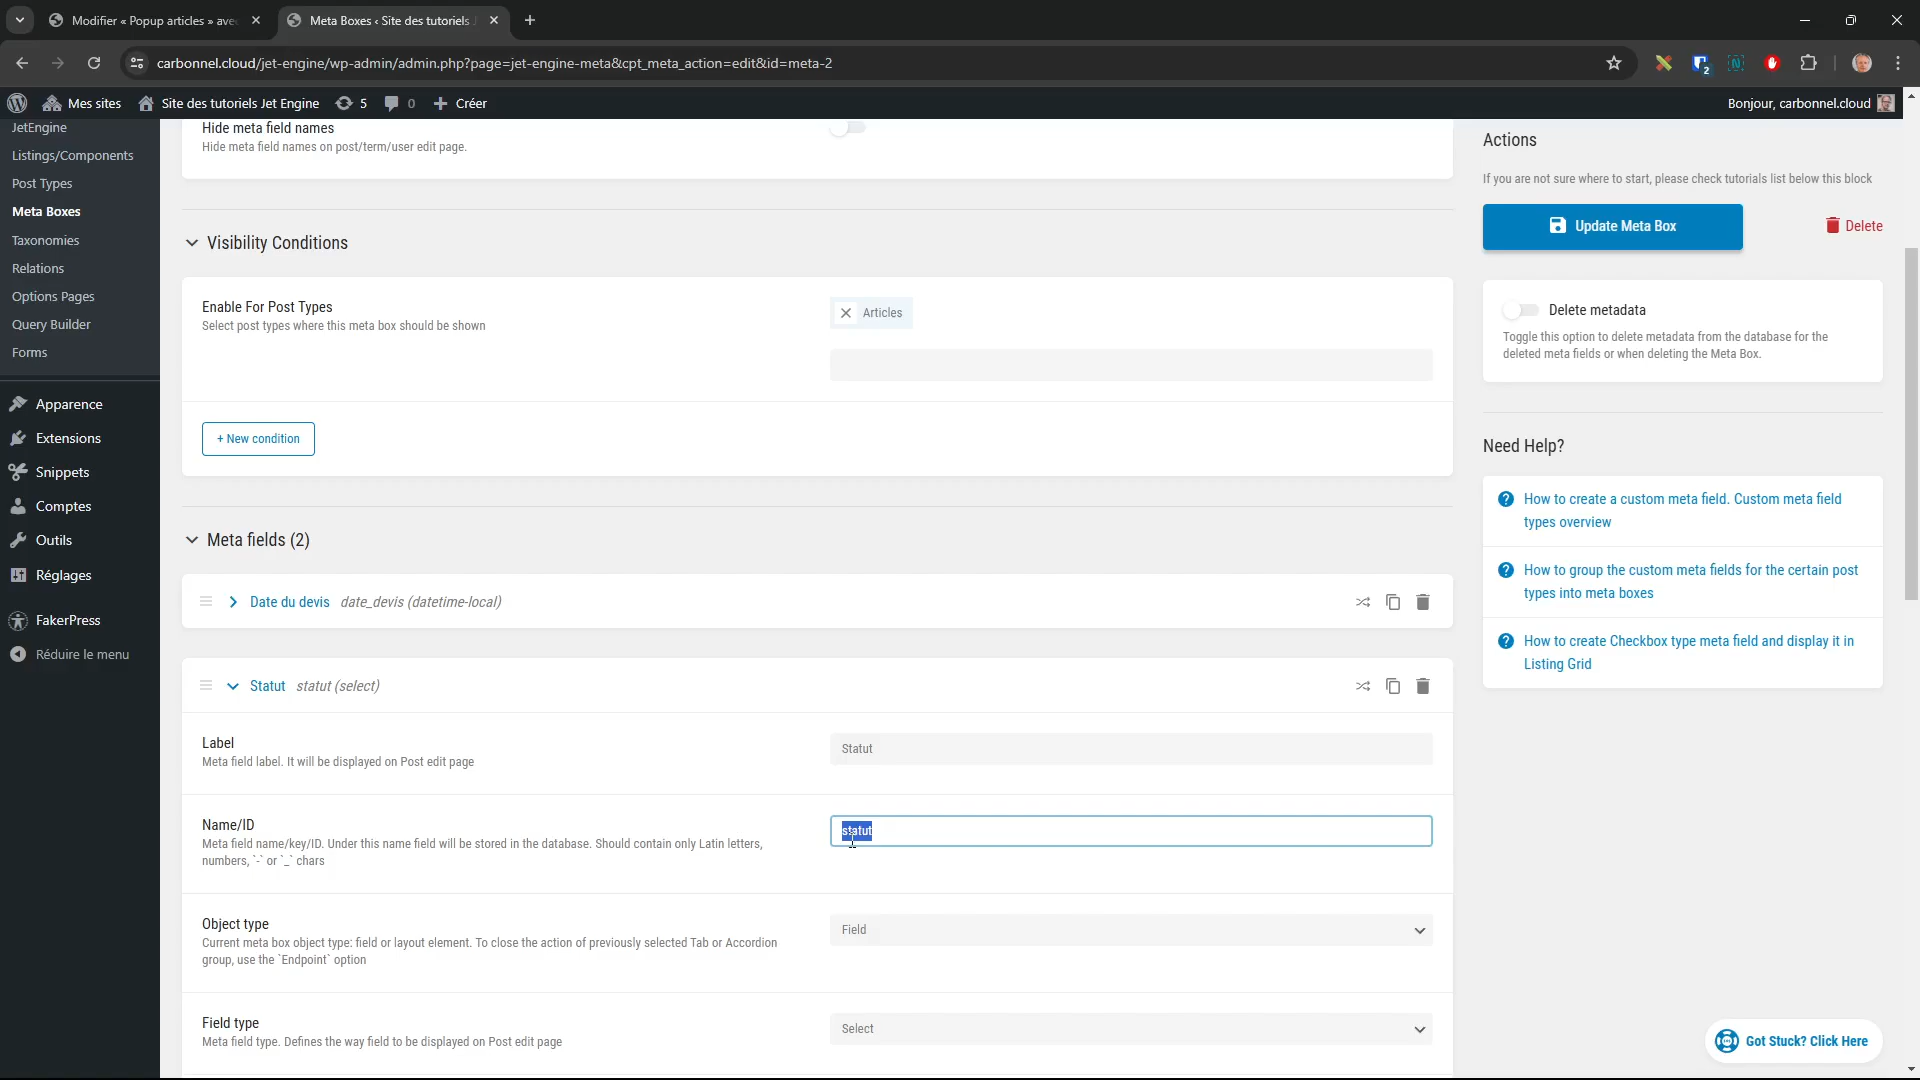 Modifier « Popup articles » ave
Meta Boxes ‹ Site des tutoriels J
carbonnel.cloud/jet-engine/wp-admin/admin.php?page=jet-engine-meta&cpt_meta_action=edit&id=meta-2
2
Mes sites
Site des tutoriels Jet Engine
5
0
Créer
Bonjour, carbonnel.cloud
JetEngine
Listings/Components
Post Types
Meta Boxes
Taxonomies
Relations
Options Pages
Query Builder
Forms
Apparence
Extensions
Snippets
Comptes
Outils
Réglages
FakerPress
Réduire le menu
Hide meta field names
Hide meta field names on post/term/user edit page.
Visibility Conditions
Enable For Post Types
Select post types where this meta box should be shown
Articles
+ New condition
Meta fields (2)
Date du devis date_devis (datetime-local)
Statut statut (select)
Label
Meta field label. It will be displayed on Post edit page
Statut
Name/ID
Meta field name/key/ID. Under this name field will be stored in the database. Should contain only Latin letters,
numbers, `-` or `_` chars
statut
Object type
Current meta box object type: field or layout element. To close the action of previously selected Tab or Accordion
group, use the `Endpoint` option
Field
Field type
Meta field type. Defines the way field to be displayed on Post edit page
Select
Actions
If you are not sure where to start, please check tutorials list below this block
Update Meta Box
Delete
Delete metadata
Toggle this option to delete metadata from the database for the
deleted meta fields or when deleting the Meta Box.
Need Help?
How to create a custom meta field. Custom meta field
types overview
How to group the custom meta fields for the certain post
types into meta boxes
How to create Checkbox type meta field and display it in
Listing Grid
Got Stuck? Click Here